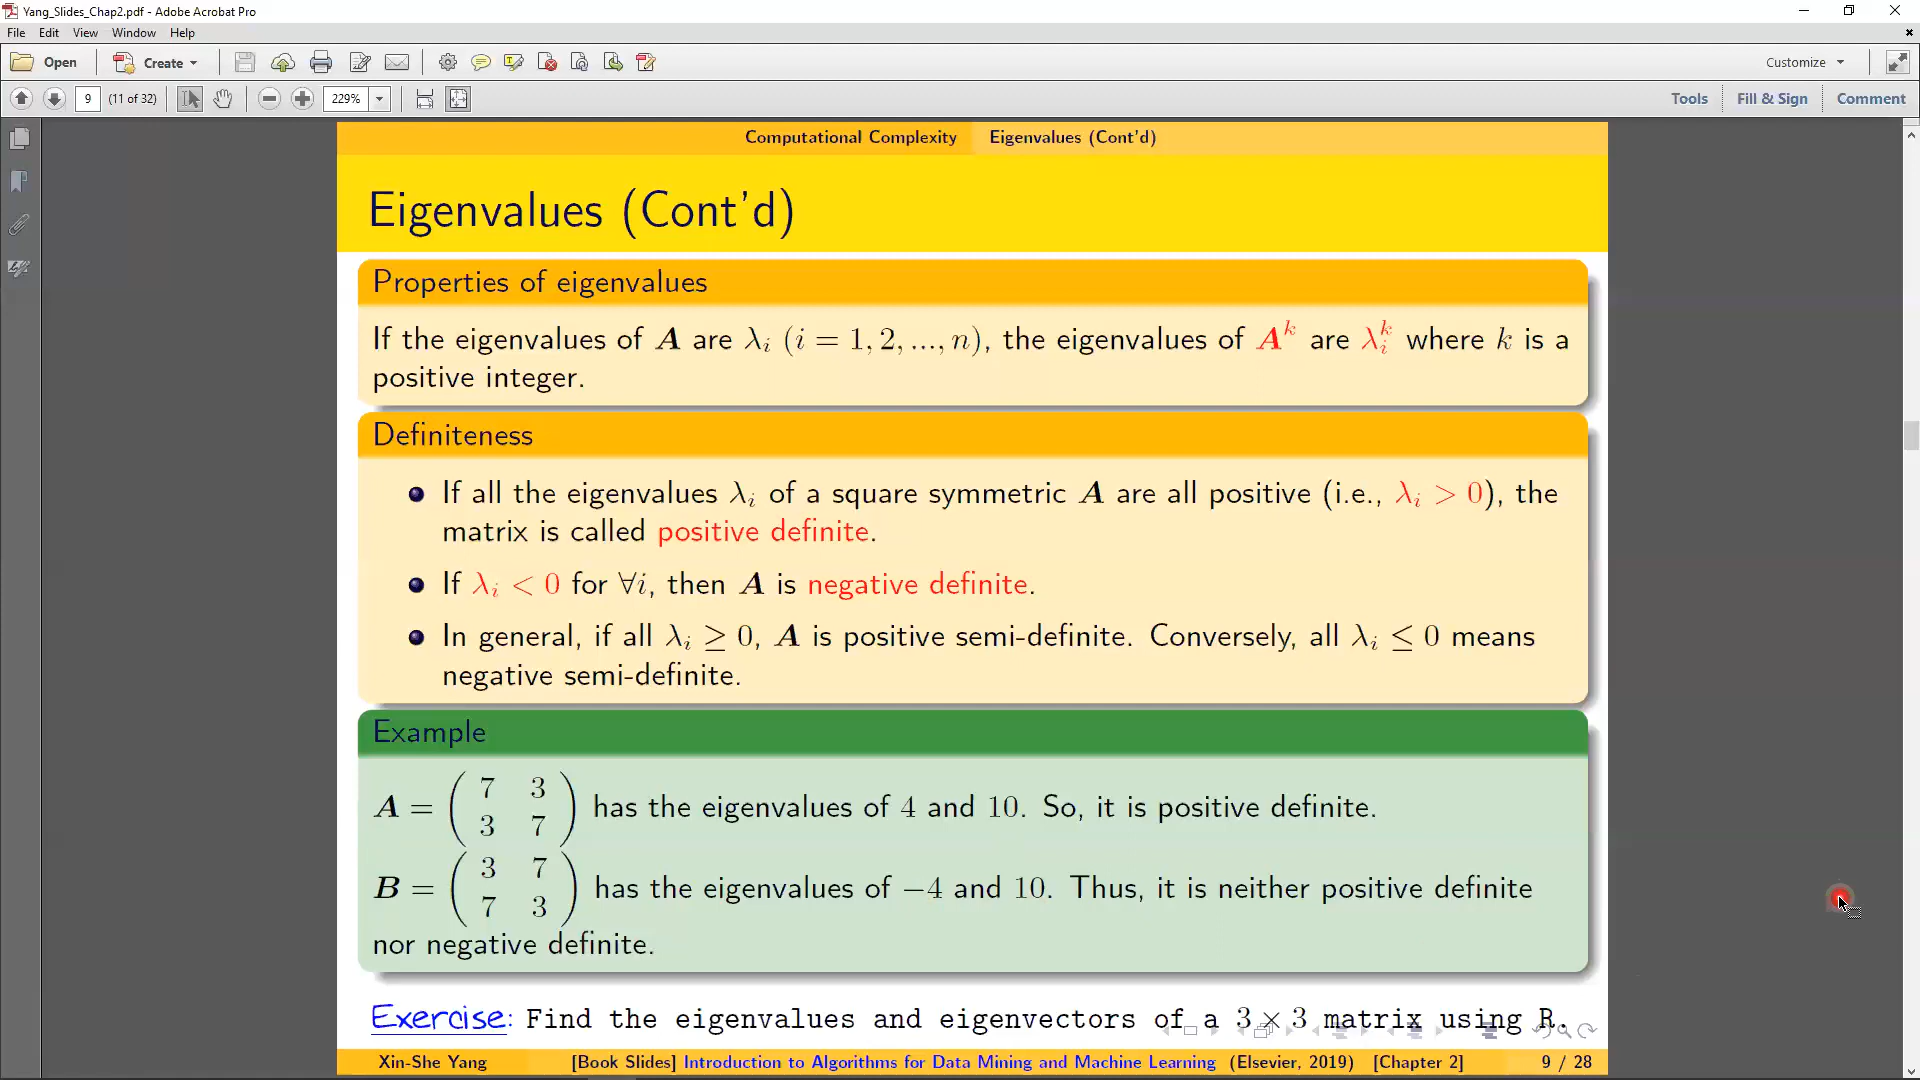 Yang_Slides_Chap2.pdf - Adobe Acrobat Pro
File Edit View Window Help
Open Create Customize
9 (11 of 32) 229% Tools Fill & Sign Comment
Computational Complexity Eigenvalues (Cont'd)
Eigenvalues (Cont'd)
Properties of eigenvalues
If the eigenvalues of A are λ_i (i = 1, 2, ..., n), the eigenvalues of A^k are λ_i^k where k is a
positive integer.
Definiteness
If all the eigenvalues λ_i of a square symmetric A are all positive (i.e., λ_i > 0), the
matrix is called positive definite.
If λ_i < 0 for ∀i, then A is negative definite.
In general, if all λ_i ≥ 0, A is positive semi-definite. Conversely, all λ_i ≤ 0 means
negative semi-definite.
Example
A = ( 7 3 ; 3 7 ) has the eigenvalues of 4 and 10. So, it is positive definite.
B = ( 3 7 ; 7 3 ) has the eigenvalues of −4 and 10. Thus, it is neither positive definite
nor negative definite.
Exercise: Find the eigenvalues and eigenvectors of a 3 × 3 matrix using R.
Xin-She Yang [Book Slides] Introduction to Algorithms for Data Mining and Machine Learning (Elsevier, 2019) [Chapter 2] 9 / 28